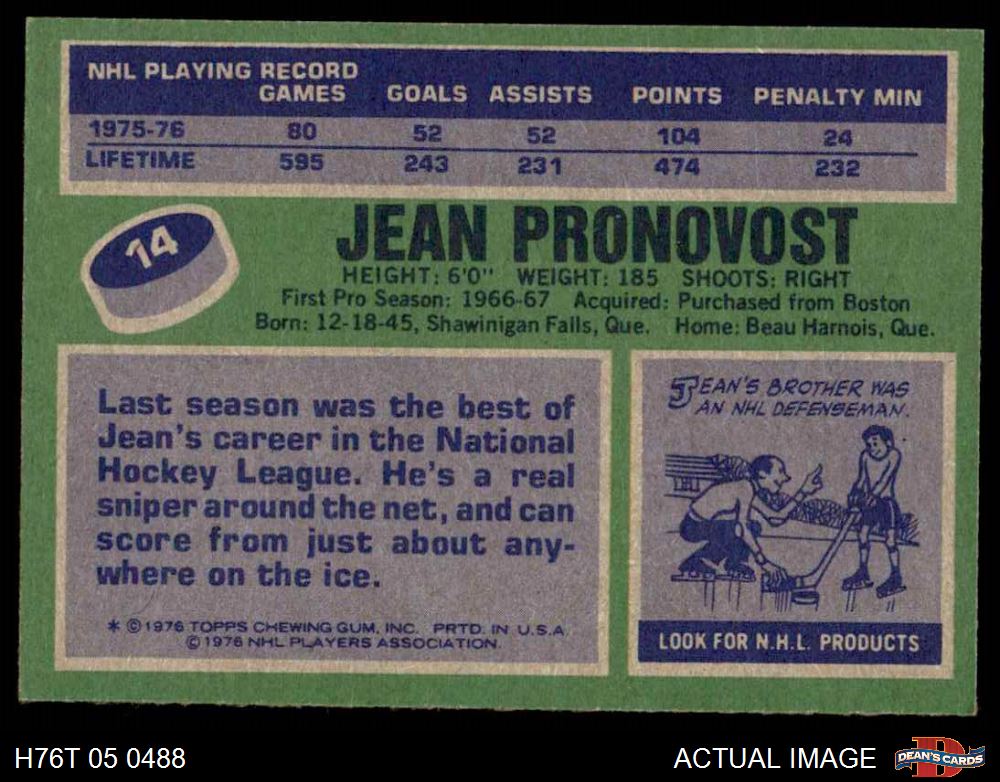 NHL PLAYING RECORD
GAMES GOALS ASSISTS POINTS PENALTY MIN
1975-76 80 52 52 104 24
LIFETIME 595 243 231 474 232
14
JEAN PRONOVOST
HEIGHT: 6'0" WEIGHT: 185 SHOOTS: RIGHT
First Pro Season: 1966-67 Acquired: Purchased from Boston
Born: 12-18-45, Shawinigan Falls, Que. Home: Beau Harnois, Que.
Last season was the best of
Jean's career in the National
Hockey League. He's a real
sniper around the net, and can
score from just about any-
where on the ice.
* ©1976 TOPPS CHEWING GUM, INC. PRTD. IN U.S.A.
©1976 NHL PLAYERS ASSOCIATION.
JEAN'S BROTHER WAS
AN NHL DEFENSEMAN.
LOOK FOR N.H.L. PRODUCTS
H76T 05 0488
ACTUAL IMAGE
D
DEAN'S CARDS